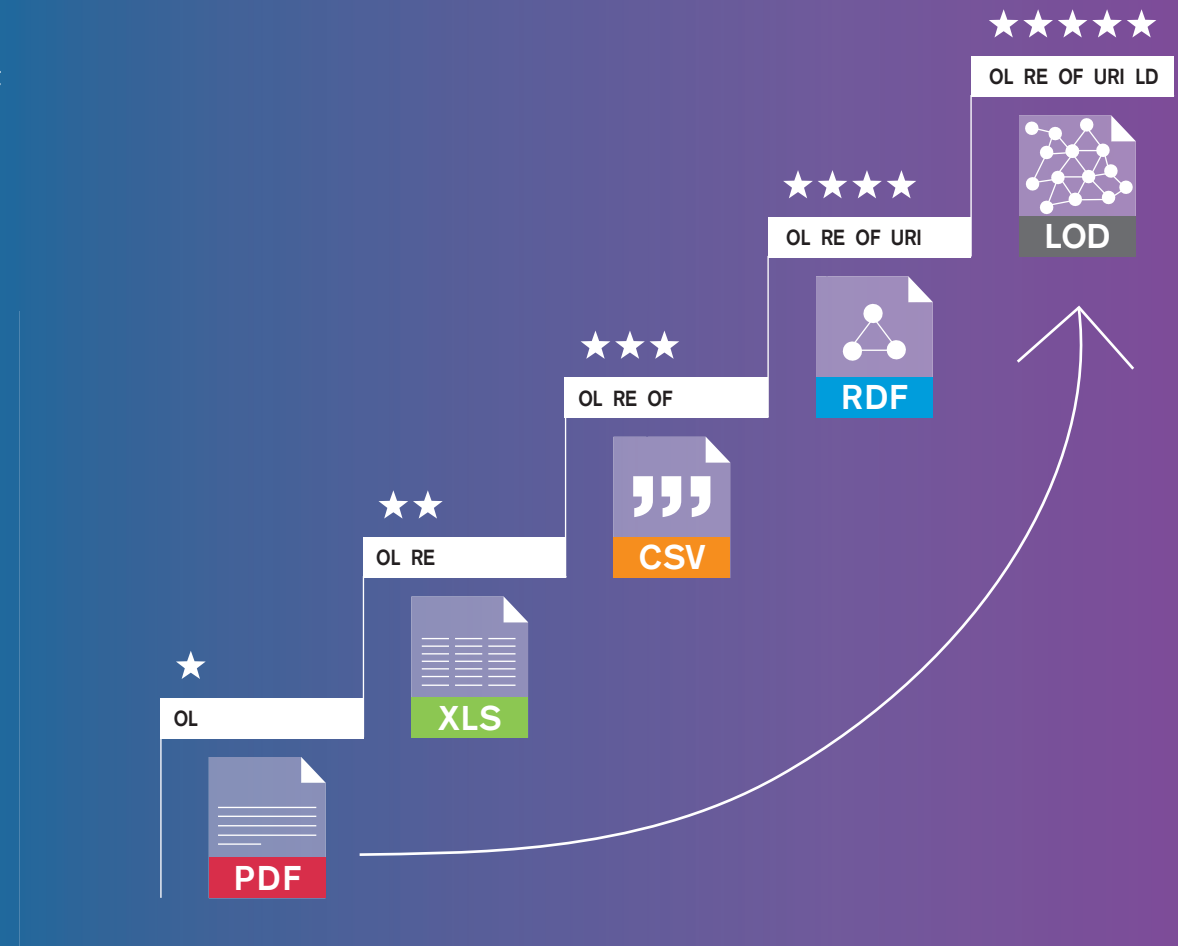 OL RE OF URI LD
LOD
OL RE OF URI
RDF
OL RE OF
CSV
OL RE
XLS
OL
PDF